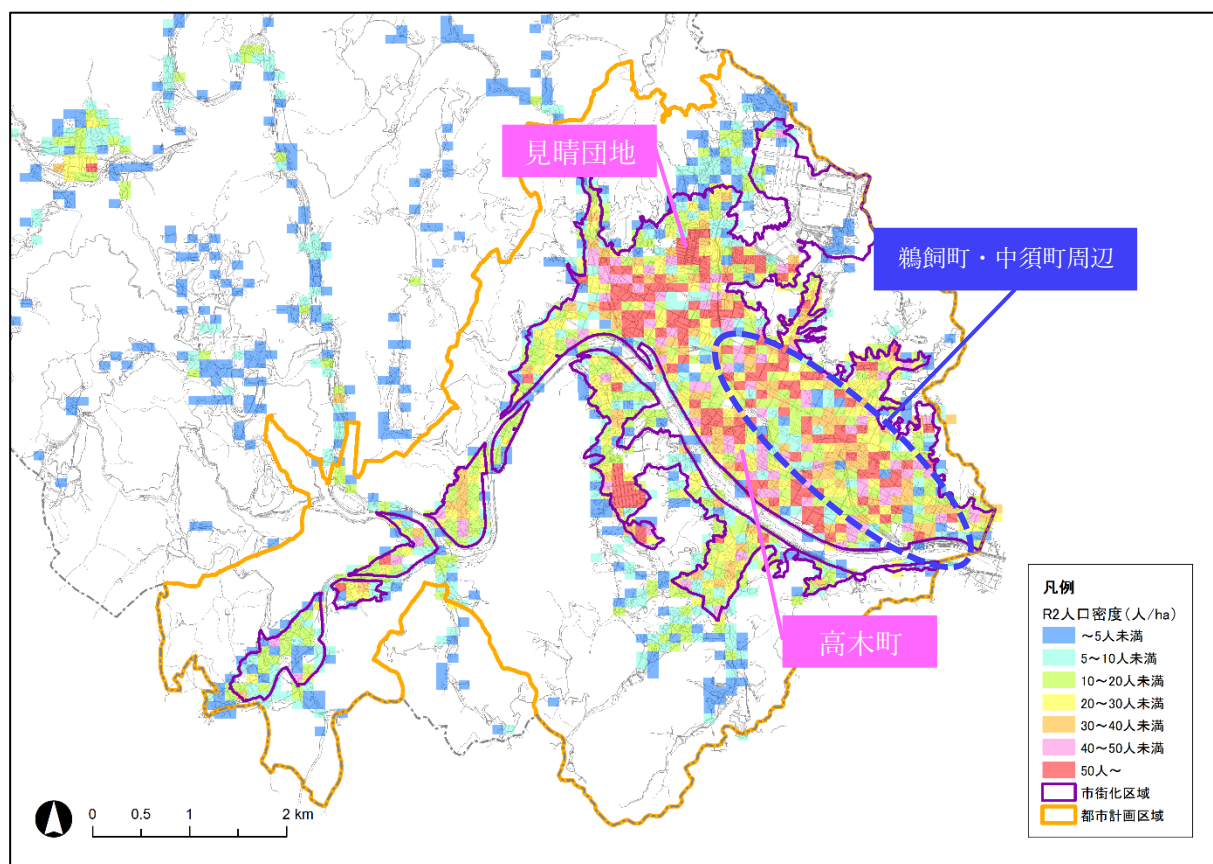 見晴団地
鵜飼町・中須町周辺
高木町
凡例
R2人口密度(人/ha)
~5人未満
5~10人未満
10~20人未満
20~30人未満
30~40人未満
40~50人未満
50人~
市街化区域
都市計画区域
0 0.5 1 2 km